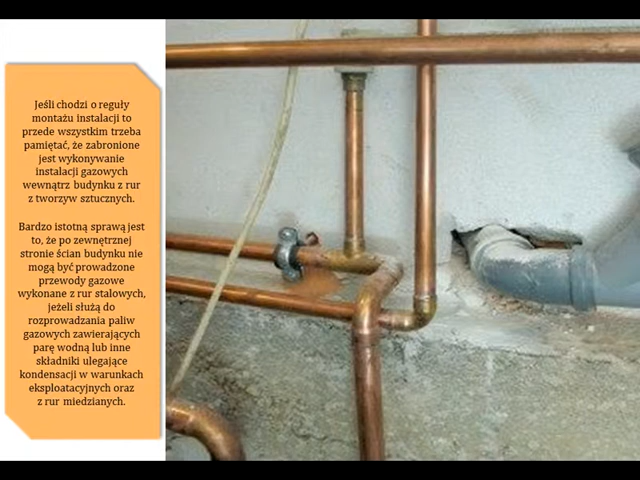 Jeśli chodzi o reguły
montażu instalacji to
przede wszystkim trzeba
pamiętać, że zabronione
jest wykonywanie
instalacji gazowych
wewnątrz budynku z rur
z tworzyw sztucznych.
Bardzo istotną sprawą jest
to, że po zewnętrznej
stronie ścian budynku nie
mogą być prowadzone
przewody gazowe
wykonane z rur stalowych,
jeżeli służą do
rozprowadzania paliw
gazowych zawierających
parę wodną lub inne
składniki ulegające
kondensacji w warunkach
eksploatacyjnych oraz
z rur miedzianych.